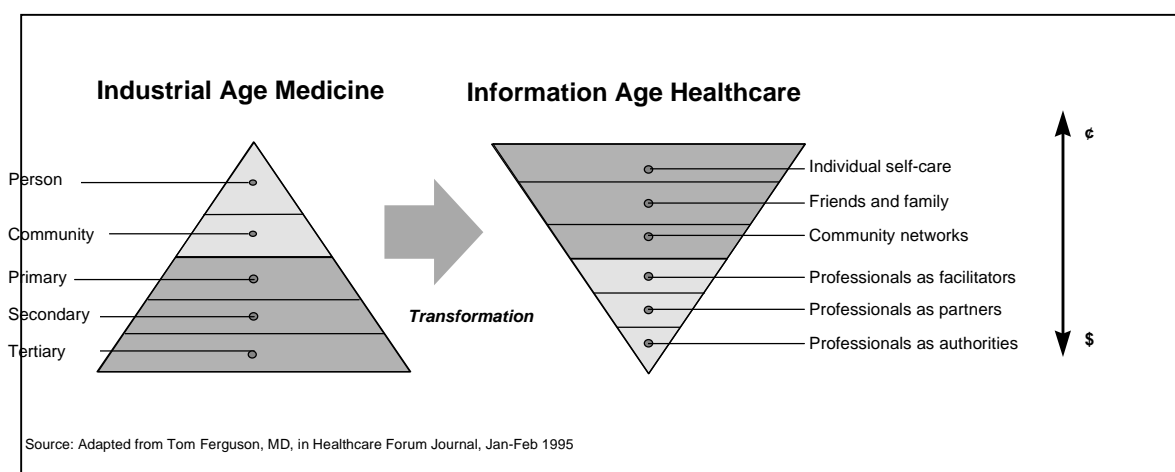 Industrial Age Medicine
Information Age Healthcare
Person
Community
Primary
Secondary
Tertiary
Transformation
Individual self-care
Friends and family
Community networks
Professionals as facilitators
Professionals as partners
Professionals as authorities
¢
$
Source: Adapted from Tom Ferguson, MD, in Healthcare Forum Journal, Jan-Feb 1995